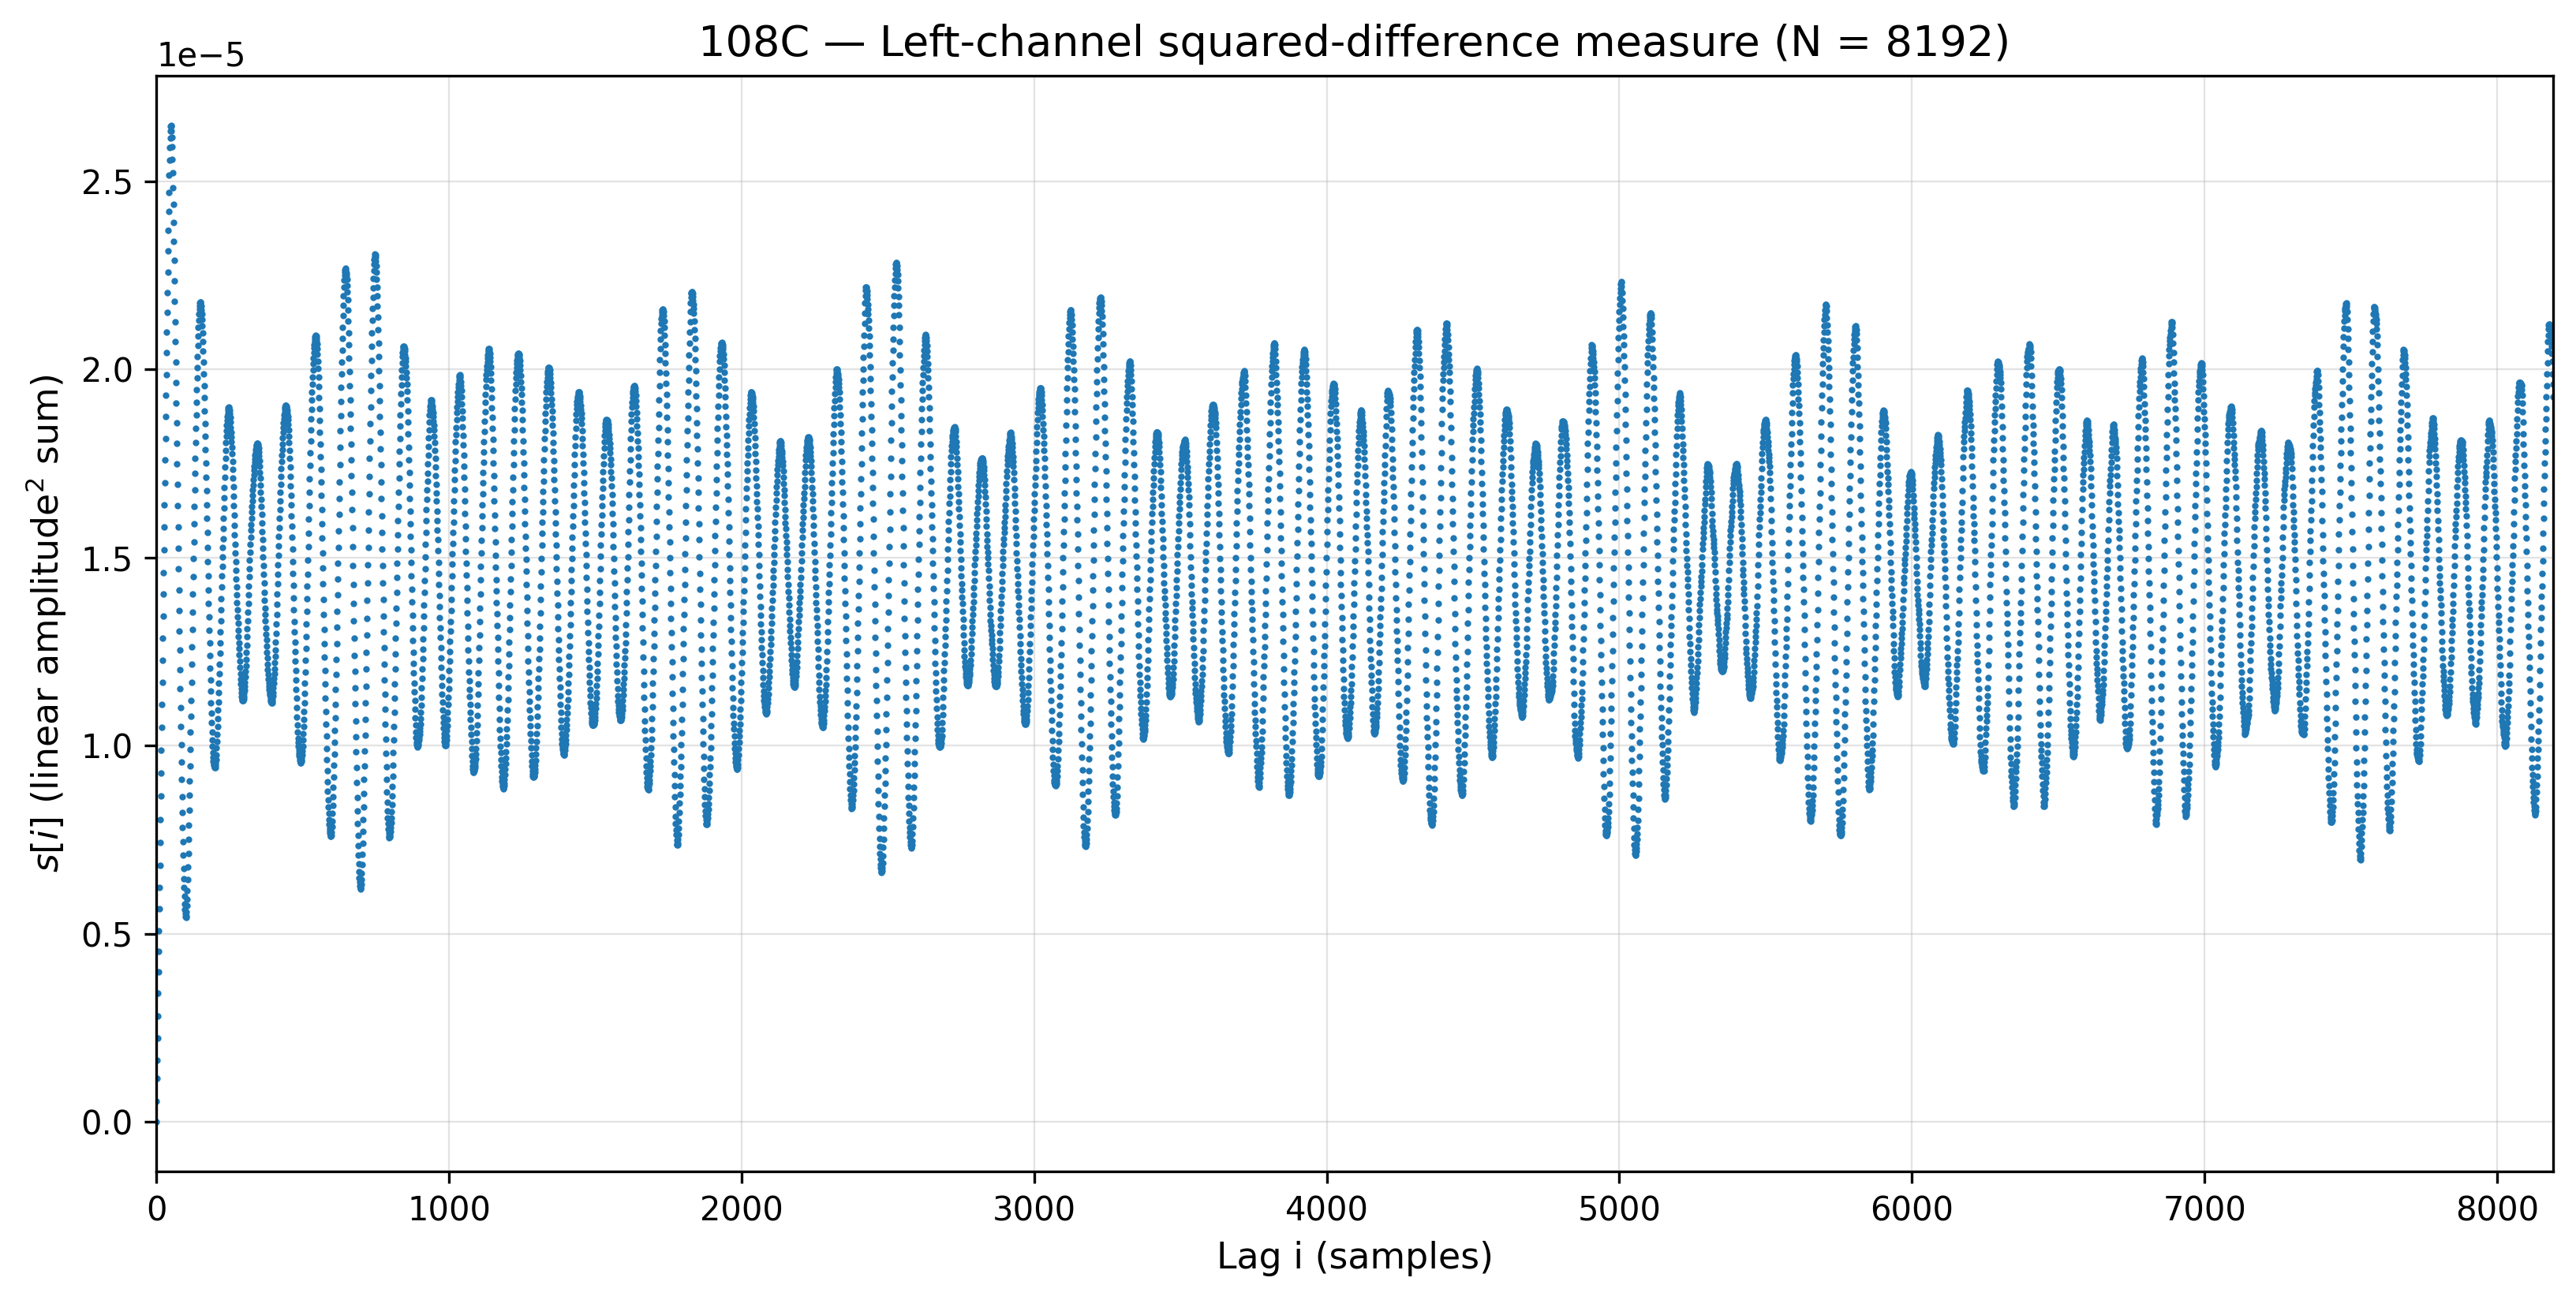 108C — Left-channel squared-difference measure (N = 8192)
1e−5
s[i] (linear amplitude² sum)
2.5
2.0
1.5
1.0
0.5
0.0
0 1000 2000 3000 4000 5000 6000 7000 8000
Lag i (samples)